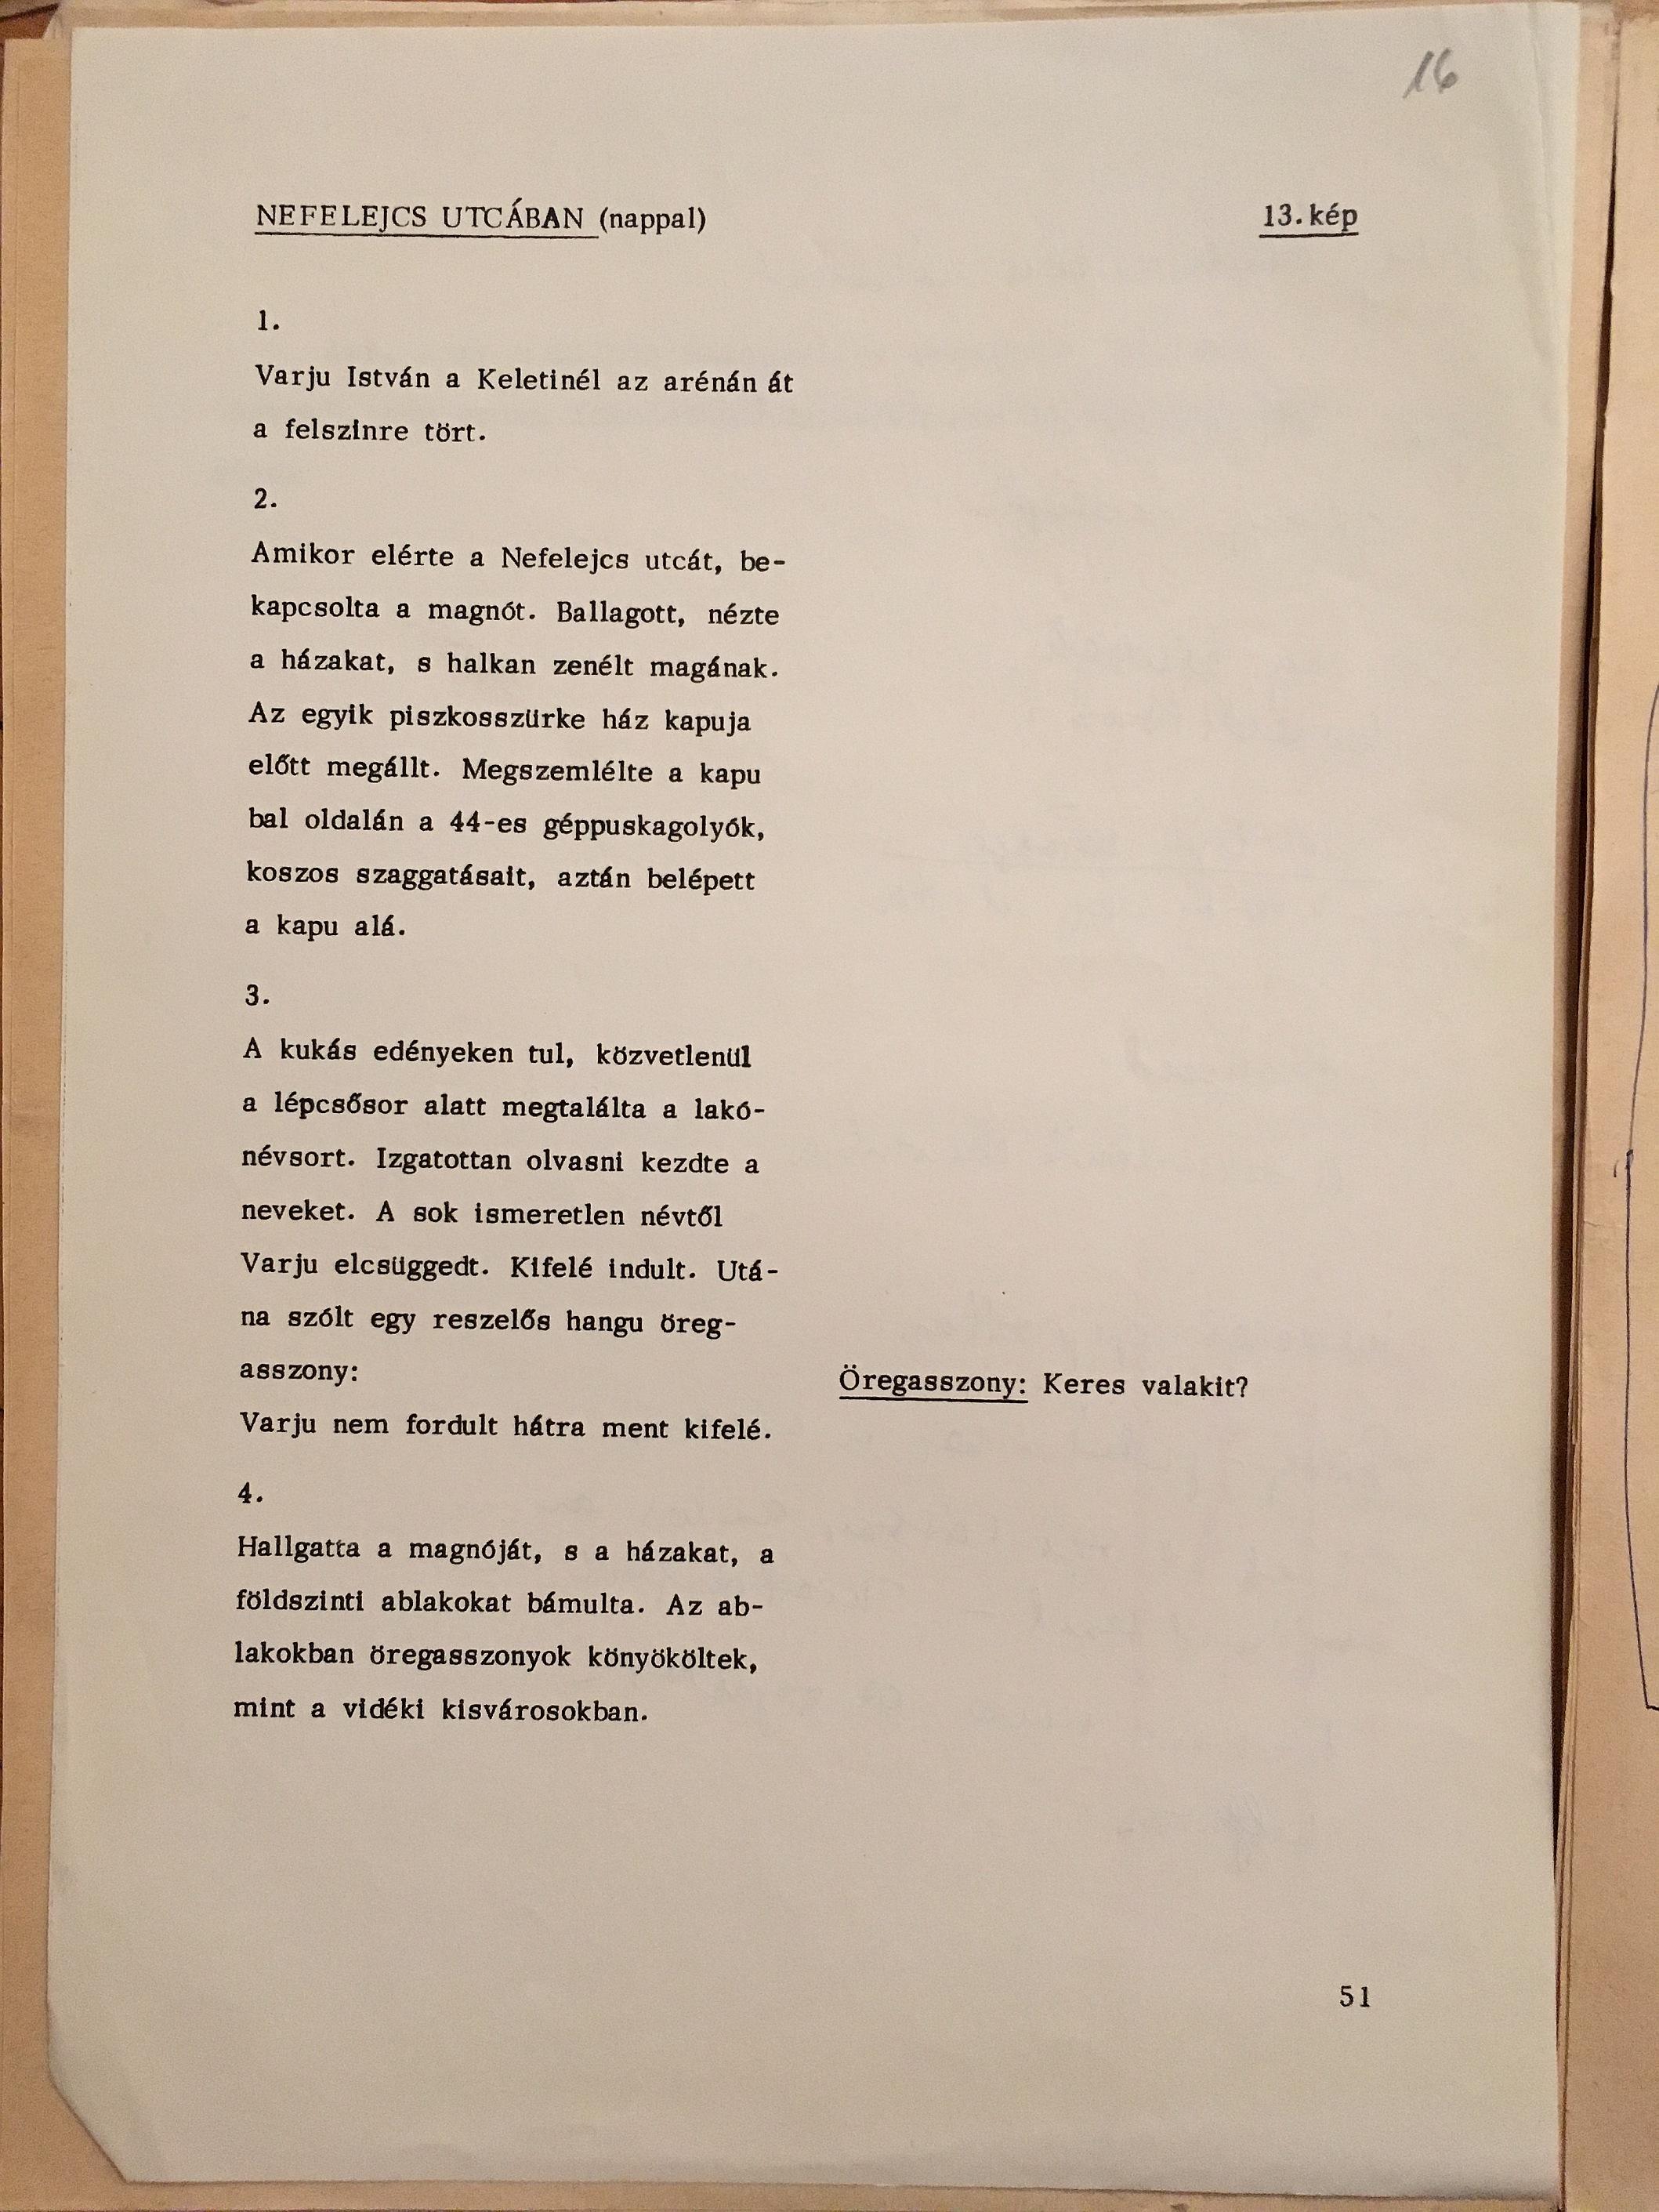 16
NEFELEJCS UTCÁBAN (nappal) 13.kép
1.
Varju István a Keletinél az arénán át
a felszinre tört.
2.
Amikor elérte a Nefelejcs utcát, be-
kapcsolta a magnót. Ballagott, nézte
a házakat, s halkan zenélt magának.
Az egyik piszkosszürke ház kapuja
előtt megállt. Megszemlélte a kapu
bal oldalán a 44-es géppuskagolyók,
koszos szaggatásait, aztán belépett
a kapu alá.
3.
A kukás edényeken tul, közvetlenül
a lépcsősor alatt megtalálta a lakó-
névsort. Izgatottan olvasni kezdte a
neveket. A sok ismeretlen névtől
Varju elcsüggedt. Kifelé indult. Utá-
na szólt egy reszelős hangu öreg-
asszony: Öregasszony: Keres valakit?
Varju nem fordult hátra ment kifelé.
4.
Hallgatta a magnóját, s a házakat, a
földszinti ablakokat bámulta. Az ab-
lakokban öregasszonyok könyököltek,
mint a vidéki kisvárosokban.
51